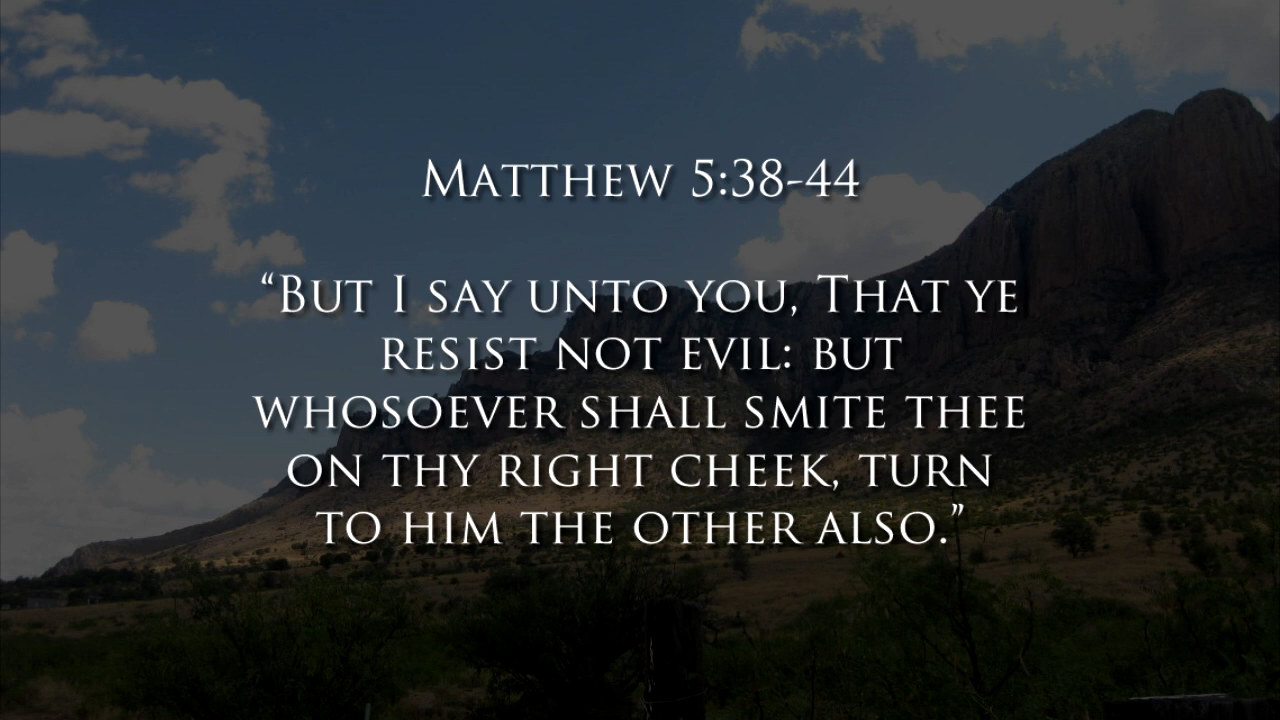 Matthew 5:38-44
“But I say unto you, That ye
resist not evil: but
whosoever shall smite thee
on thy right cheek, turn
to him the other also.”